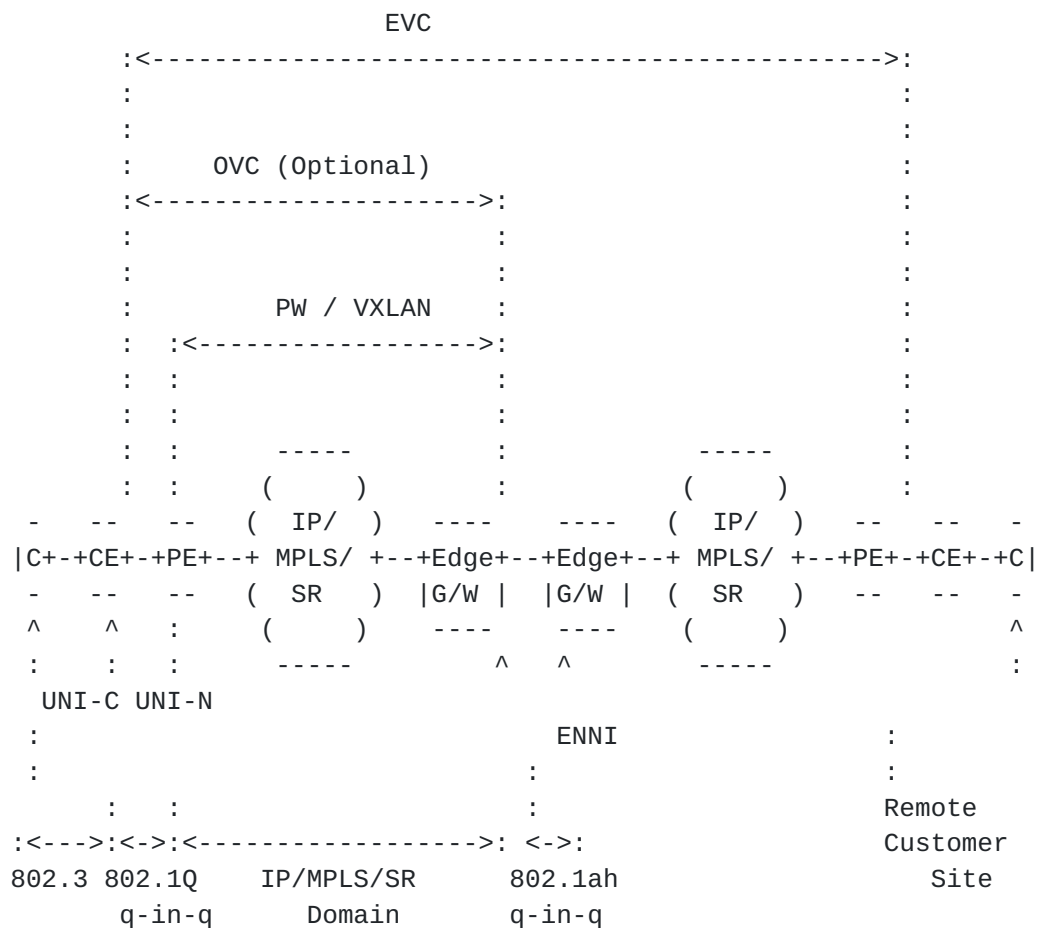 EVC
       :<----------------------------------------------->:
       :                                                 :
       :                                                 :
       :     OVC (Optional)                              :
       :<--------------------->:                         :
       :                       :                         :
       :                       :                         :
       :         PW / VXLAN    :                         :
       :  :<------------------>:                         :
       :  :                    :                         :
       :  :                    :                         :
       :  :      -----         :            -----        :
       :  :     (     )        :           (     )       :
 -   --   --   (  IP/  )   ----    ----   (  IP/  )   --   --   -
|C+-+CE+-+PE+--+ MPLS/ +--+Edge+--+Edge+--+ MPLS/ +--+PE+-+CE+-+C|
 -   --   --   (  SR   )  |G/W |  |G/W |  (  SR   )   --   --   -
 ^    ^   :     (     )    ----    ----    (     )              ^
 :    :   :      -----         ^   ^        -----               :
  UNI-C UNI-N
 :                                 ENNI                 :
 :                               :                      :
      :   :                      :                      Remote
:<--->:<->:<------------------>: <->:                   Customer
802.3 802.1Q    IP/MPLS/SR      802.1ah                    Site
       q-in-q      Domain       q-in-q